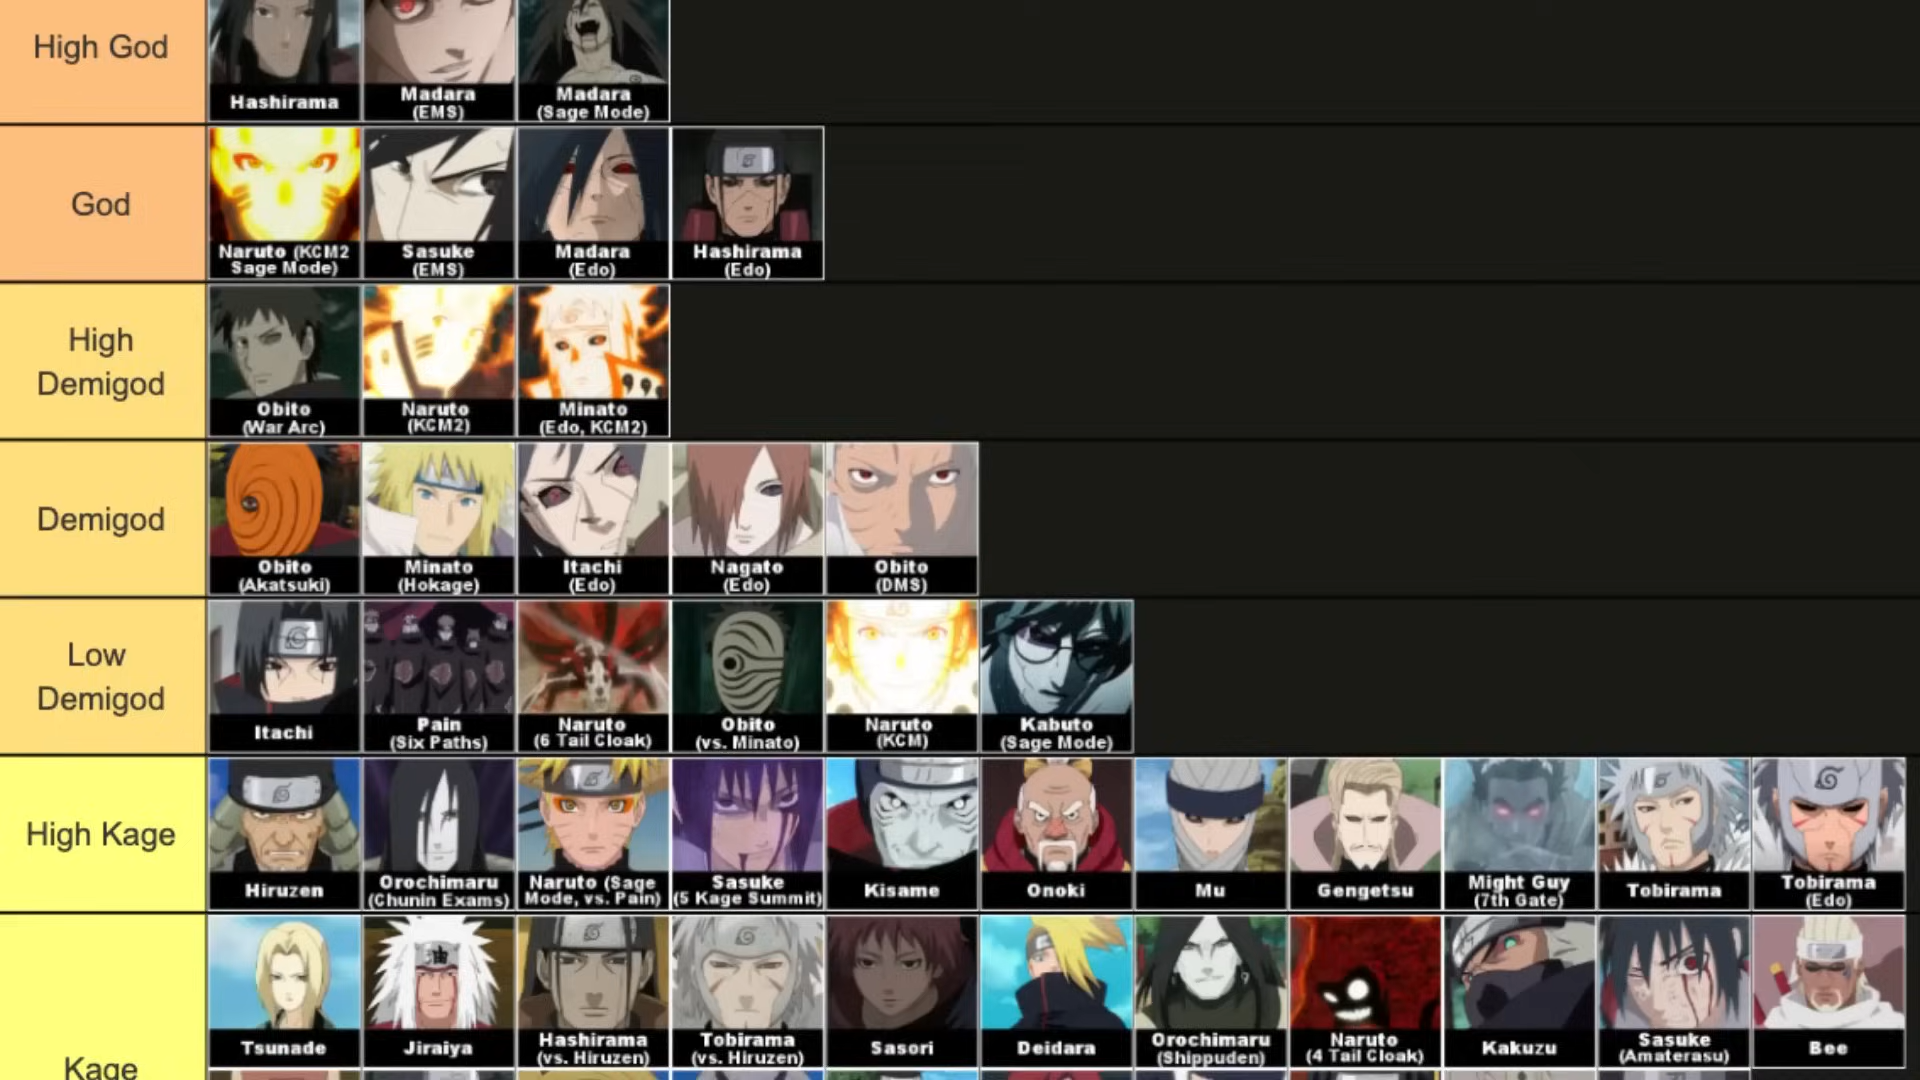 High God
Hashirama
Madara
(EMS)
Madara
(Sage Mode)
God
Naruto (KCM2
Sage Mode)
Sasuke
(EMS)
Madara
(Edo)
Hashirama
(Edo)
High
Demigod
Obito
(War Arc)
Naruto
(KCM2)
Minato
(Edo, KCM2)
Demigod
Obito
(Akatsuki)
Minato
(Hokage)
Itachi
(Edo)
Nagato
(Edo)
Obito
(DMS)
Low
Demigod
Itachi
Pain
(Six Paths)
Naruto
(6 Tail Cloak)
Obito
(vs. Minato)
Naruto
(KCM)
Kabuto
(Sage Mode)
High Kage
Hiruzen
Orochimaru
(Chunin Exams)
Naruto (Sage
Mode, vs. Pain)
Sasuke
(5 Kage Summit)
Kisame
Onoki
Mu
Gengetsu
Might Guy
(7th Gate)
Tobirama
Tobirama
(Edo)
Kage
油
Tsunade
Jiraiya
Hashirama
(vs. Hiruzen)
Tobirama
(vs. Hiruzen)
Sasori
Deidara
Orochimaru
(Shippuden)
Naruto
(4 Tail Cloak)
Kakuzu
Sasuke
(Amaterasu)
Bee